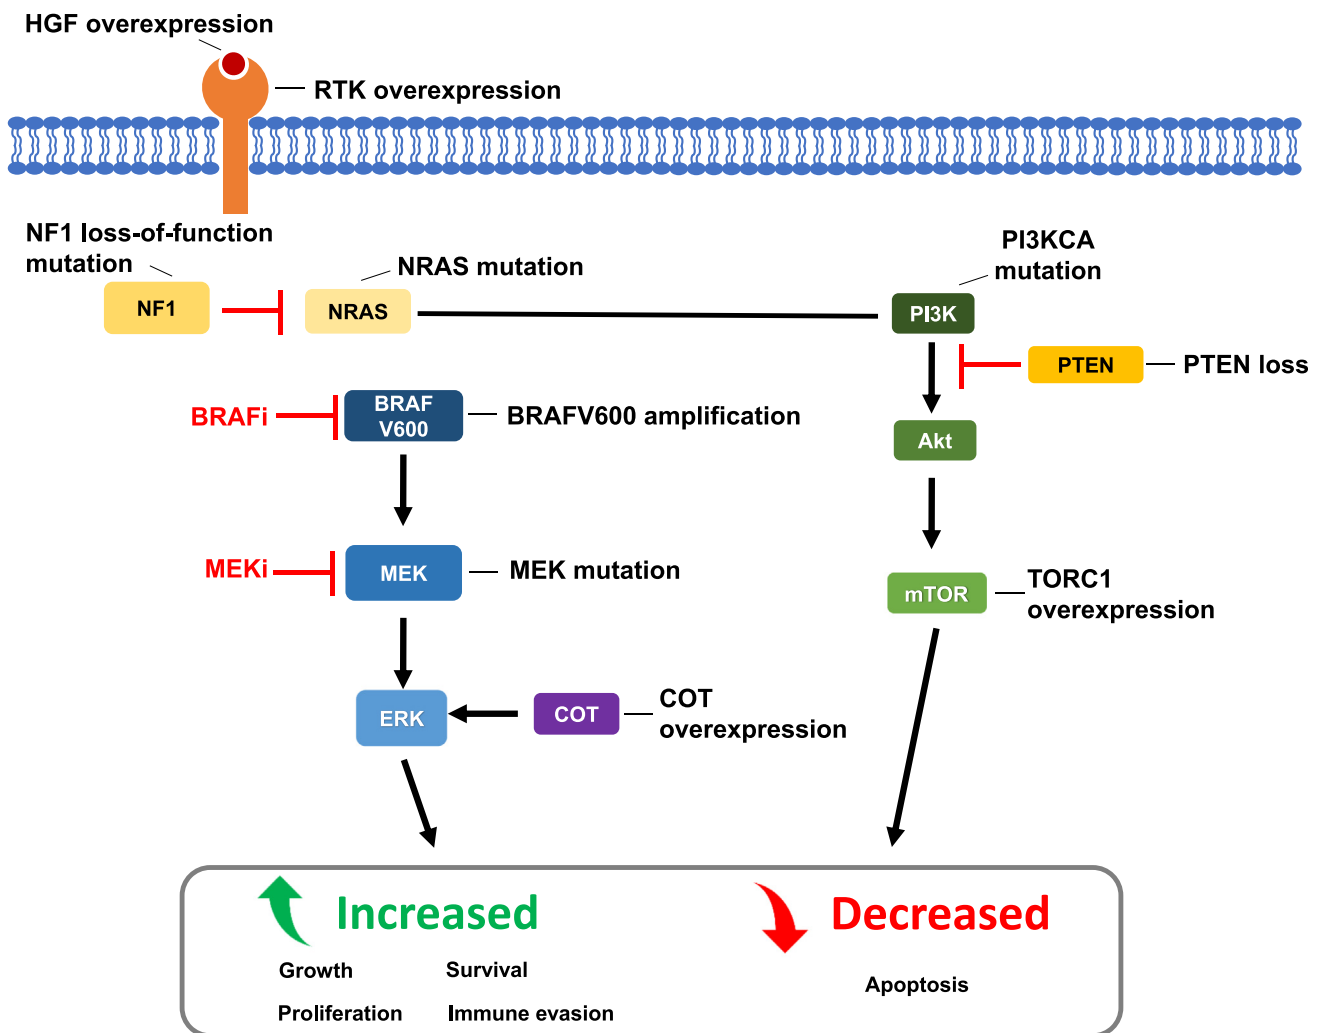 HGF overexpression
RTK overexpression
NF1 loss-of-function
mutation
NRAS mutation
PI3KCA
mutation
NF1
NRAS
PI3K
PTEN
PTEN loss
BRAFi
BRAF
V600
BRAFV600 amplification
Akt
MEKi
MEK
MEK mutation
mTOR
TORC1
overexpression
ERK
COT
COT
overexpression
Increased
Decreased
Growth
Survival
Apoptosis
Proliferation
Immune evasion